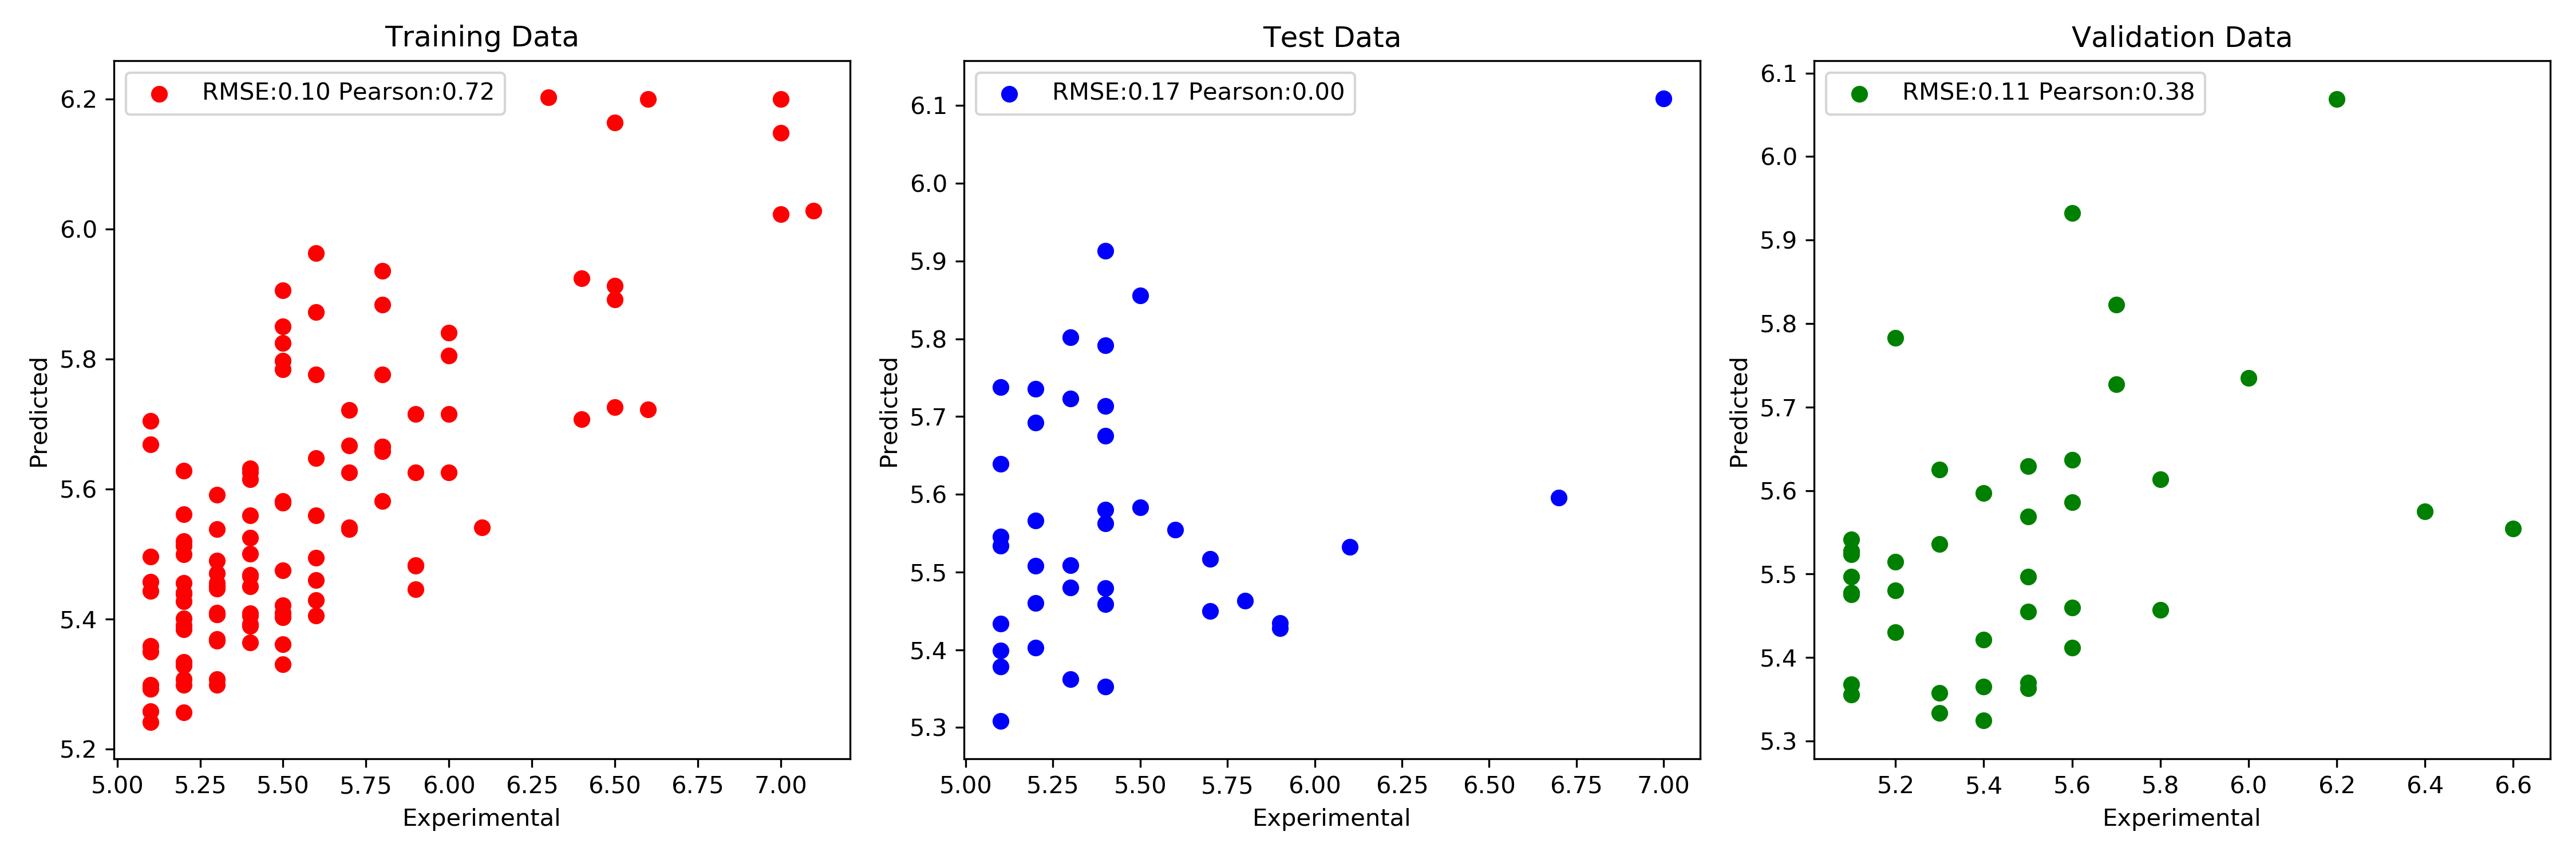 Training Data
RMSE:0.10 Pearson:0.72
6.2
6.0
5.8
5.6
5.4
5.2
Predicted
5.00 5.25 5.50 5.75 6.00 6.25 6.50 6.75 7.00
Experimental
Test Data
RMSE:0.17 Pearson:0.00
6.1
6.0
5.9
5.8
5.7
5.6
5.5
5.4
5.3
Predicted
5.00 5.25 5.50 5.75 6.00 6.25 6.50 6.75 7.00
Experimental
Validation Data
RMSE:0.11 Pearson:0.38
6.1
6.0
5.9
5.8
5.7
5.6
5.5
5.4
5.3
Predicted
5.2 5.4 5.6 5.8 6.0 6.2 6.4 6.6
Experimental